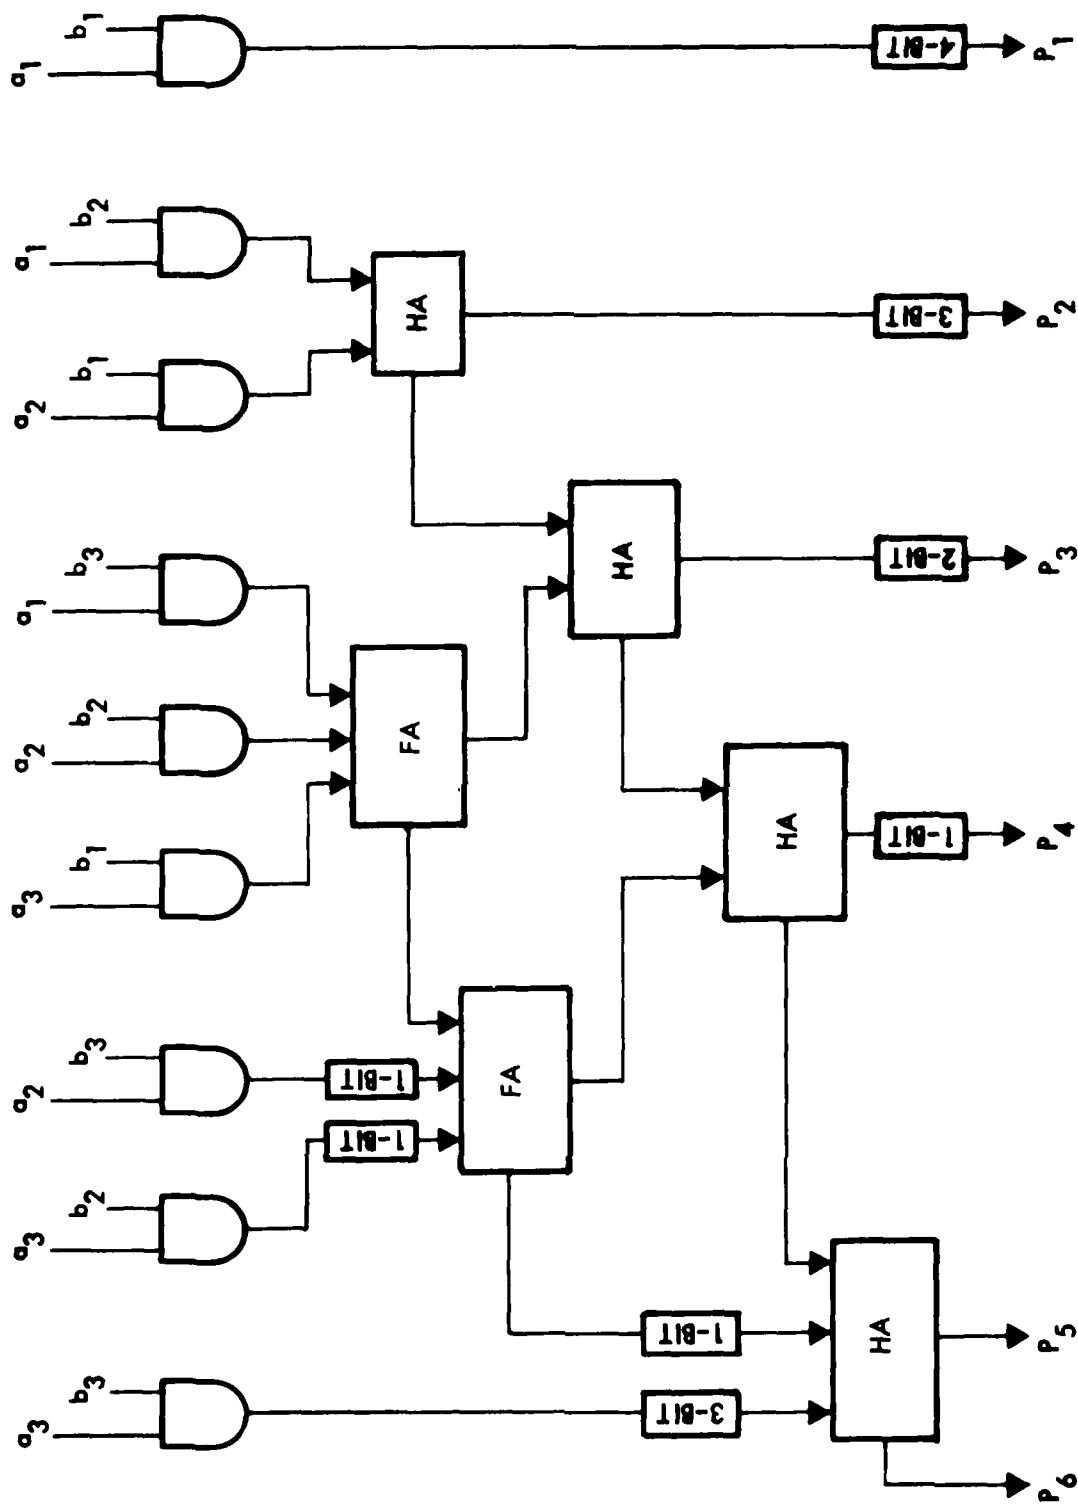 a₃ b₃
a₃ b₂
a₂ b₃
a₃ b₁
a₂ b₂
a₁ b₃
a₂ b₁
a₁ b₂
a₁ b₁
1-BIT
1-BIT
FA
HA
FA
HA
3-BIT
1-BIT
HA
HA
1-BIT
2-BIT
3-BIT
4-BIT
P₆
P₅
P₄
P₃
P₂
P₁